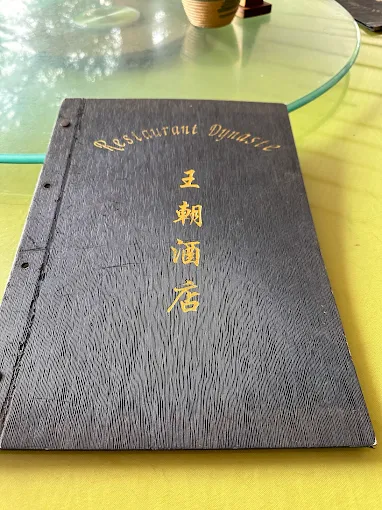 Restaurant Dynastie
王朝酒店